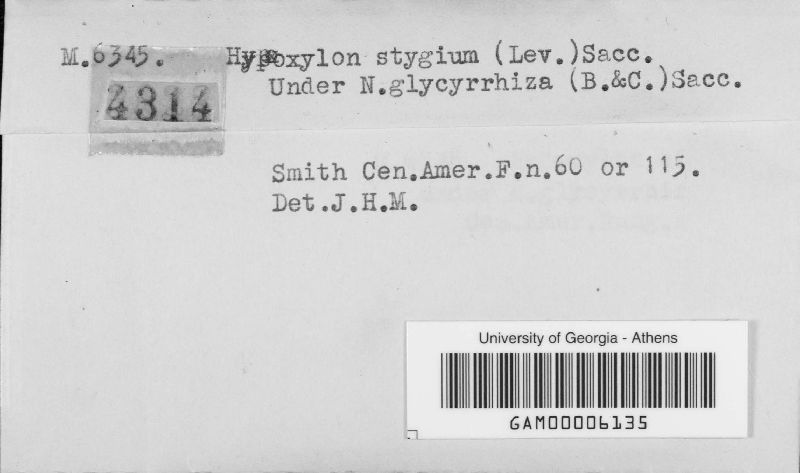 M.6345. Hypoxylon stygium (Lev.)Sacc.
4314
Under N.glycyrrhiza (B.&C.)Sacc.
Smith Cen.Amer.F.n.60 or 115.
Det.J.H.M.
University of Georgia - Athens
GAM00006135